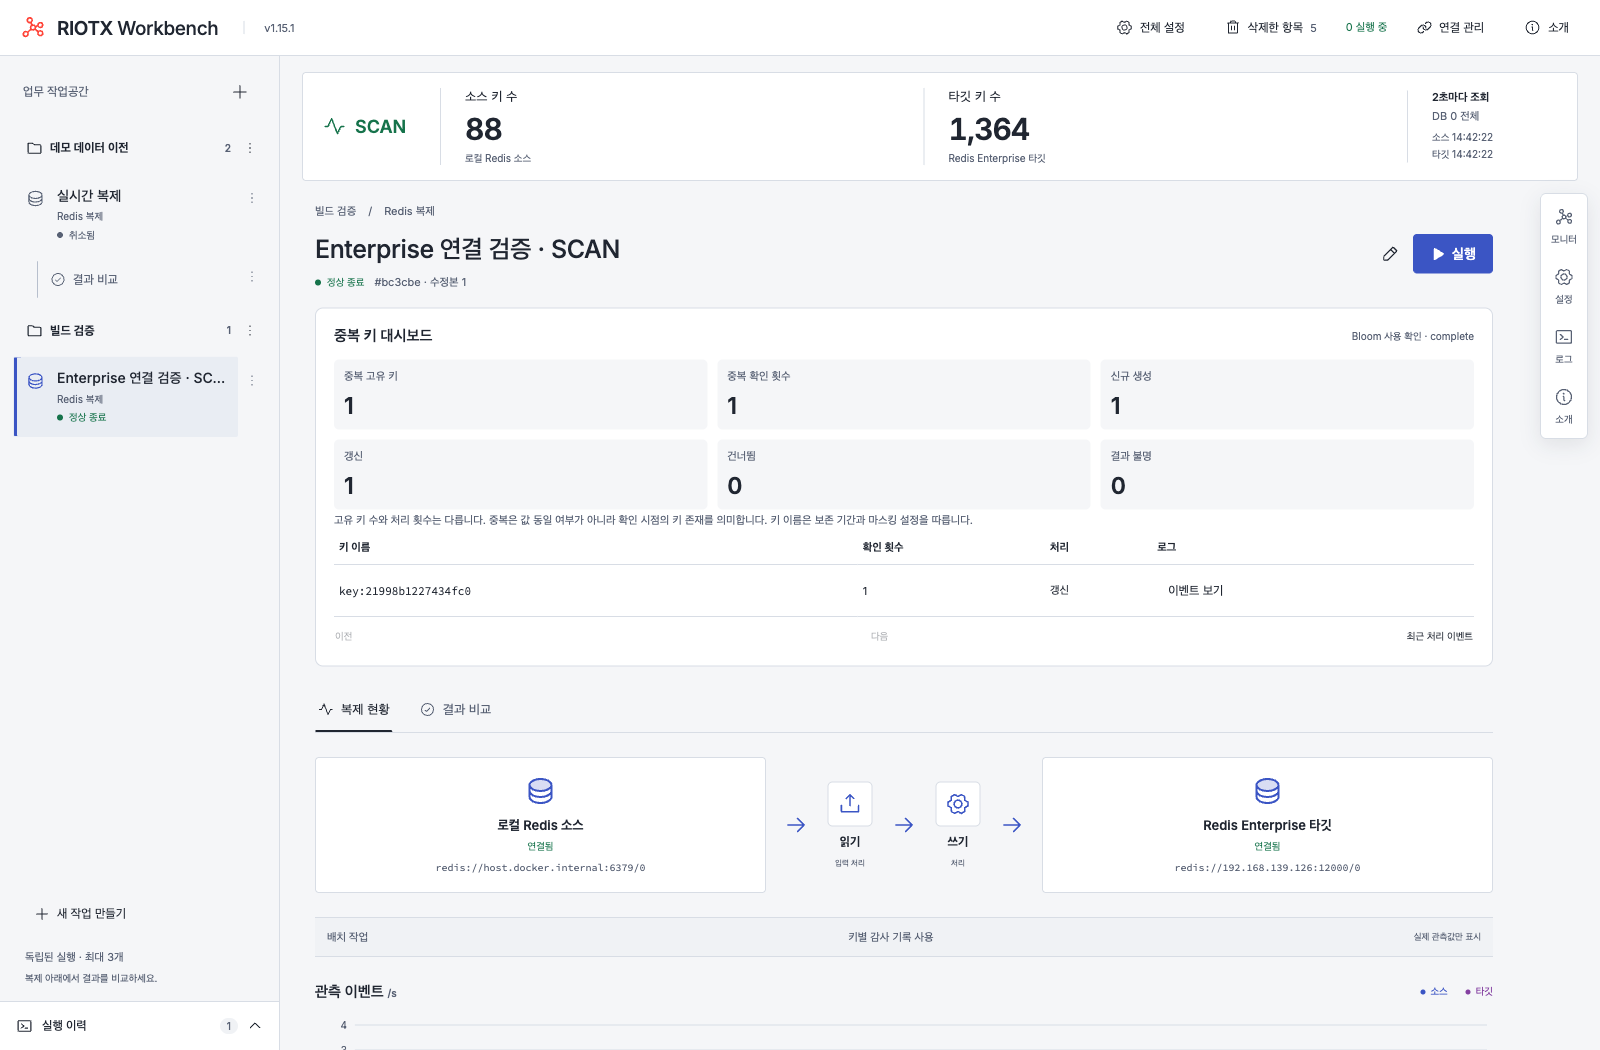 RIOTX Workbench
v1.15.1
전체 설정
삭제한 항목 5
0 실행 중
연결 관리
소개
업무 작업공간
데모 데이터 이전 2
실시간 복제
Redis 복제
취소됨
결과 비교
빌드 검증 1
Enterprise 연결 검증 · SC...
Redis 복제
정상 종료
새 작업 만들기
독립된 실행 · 최대 3개
복제 아래에서 결과를 비교하세요.
실행 이력 1
SCAN
소스 키 수
88
로컬 Redis 소스
타깃 키 수
1,364
Redis Enterprise 타깃
2초마다 조회
DB 0 전체
소스 14:42:22
타깃 14:42:22
빌드 검증 / Redis 복제
Enterprise 연결 검증 · SCAN
정상 종료 #bc3cbe · 수정본 1
실행
모니터
설정
로그
소개
중복 키 대시보드
Bloom 사용 확인 · complete
중복 고유 키
1
중복 확인 횟수
1
신규 생성
1
갱신
1
건너뜀
0
결과 불명
0
고유 키 수와 처리 횟수는 다릅니다. 중복은 값 동일 여부가 아니라 확인 시점의 키 존재를 의미합니다. 키 이름은 보존 기간과 마스킹 설정을 따릅니다.
키 이름 확인 횟수 처리 로그
key:21998b1227434fc0 1 갱신 이벤트 보기
이전 다음 최근 처리 이벤트
복제 현황
결과 비교
로컬 Redis 소스
연결됨
redis://host.docker.internal:6379/0
읽기
입력 처리
쓰기
처리
Redis Enterprise 타깃
연결됨
redis://192.168.139.126:12000/0
배치 작업 키별 감사 기록 사용 실제 관측값만 표시
관측 이벤트 /s
소스 타깃
4
3